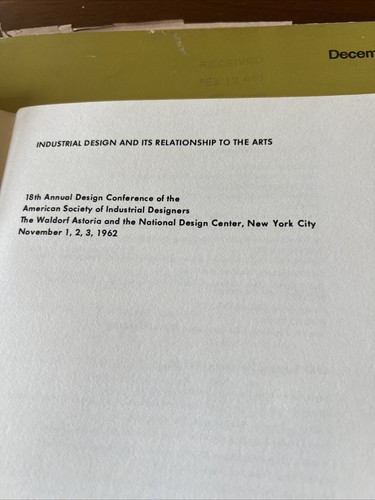 Decem
INDUSTRIAL DESIGN AND ITS RELATIONSHIP TO THE ARTS
18th Annual Design Conference of the
American Society of Industrial Designers
The Waldorf Astoria and the National Design Center, New York City
November 1, 2, 3, 1962